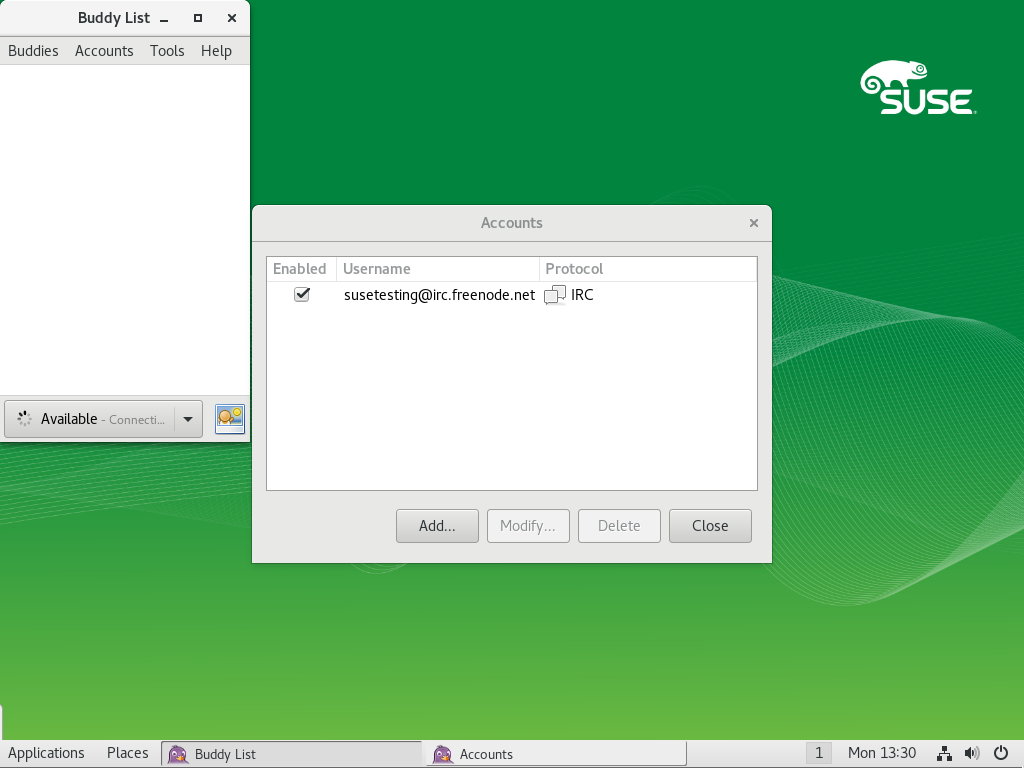 Buddy List
Buddies Accounts Tools Help
SUSE
Accounts
Enabled Username Protocol
susetesting@irc.freenode.net IRC
Available - Connecti...
Add... Modify... Delete Close
Applications Places Buddy List Accounts 1 Mon 13:30